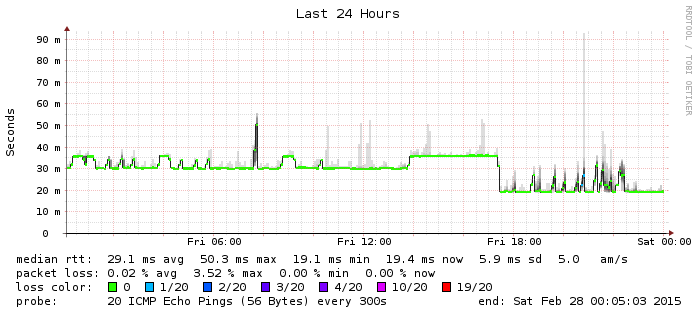 Last 24 Hours
RRDTOOL / TOBI OETIKER
Seconds
90 m
80 m
70 m
60 m
50 m
40 m
30 m
20 m
10 m
0
Fri 06:00 Fri 12:00 Fri 18:00 Sat 00:00
median rtt: 29.1 ms avg 50.3 ms max 19.1 ms min 19.4 ms now 5.9 ms sd 5.0 am/s
packet loss: 0.02 % avg 3.52 % max 0.00 % min 0.00 % now
loss color: 0 1/20 2/20 3/20 4/20 10/20 19/20
probe: 20 ICMP Echo Pings (56 Bytes) every 300s end: Sat Feb 28 00:05:03 2015